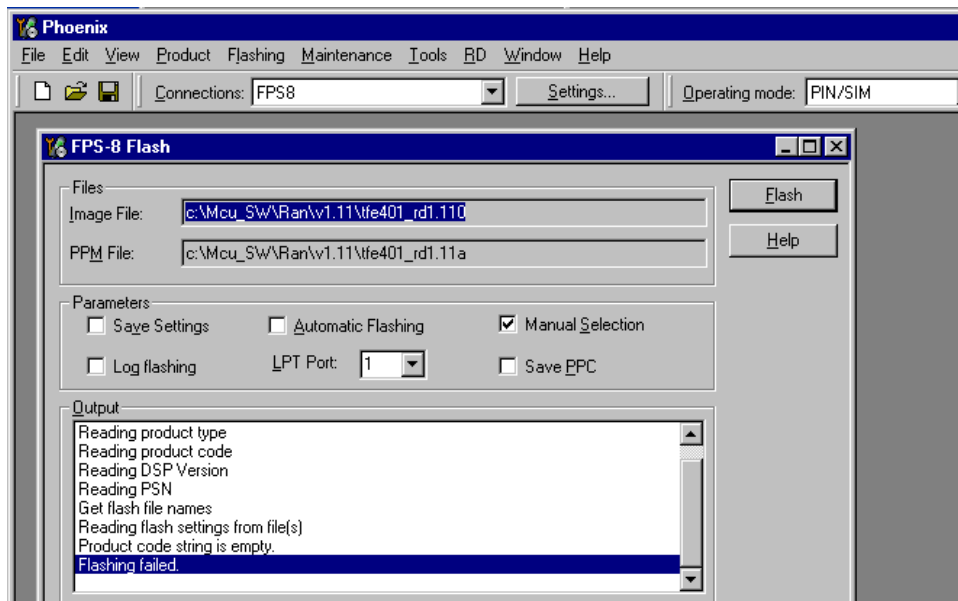 Phoenix
File Edit View Product Flashing Maintenance Tools RD Window Help
Connections: FPS8 Settings... Operating mode: PIN/SIM
FPS-8 Flash
Files
Image File: c:\Mcu_SW\Ran\v1.11\tfe401_rd1.110
Flash
PPM File: c:\Mcu_SW\Ran\v1.11\tfe401_rd1.11a
Help
Parameters
Save Settings Automatic Flashing Manual Selection
Log flashing LPT Port: 1 Save PPC
Output
Reading product type
Reading product code
Reading DSP Version
Reading PSN
Get flash file names
Reading flash settings from file(s)
Product code string is empty.
Flashing failed.